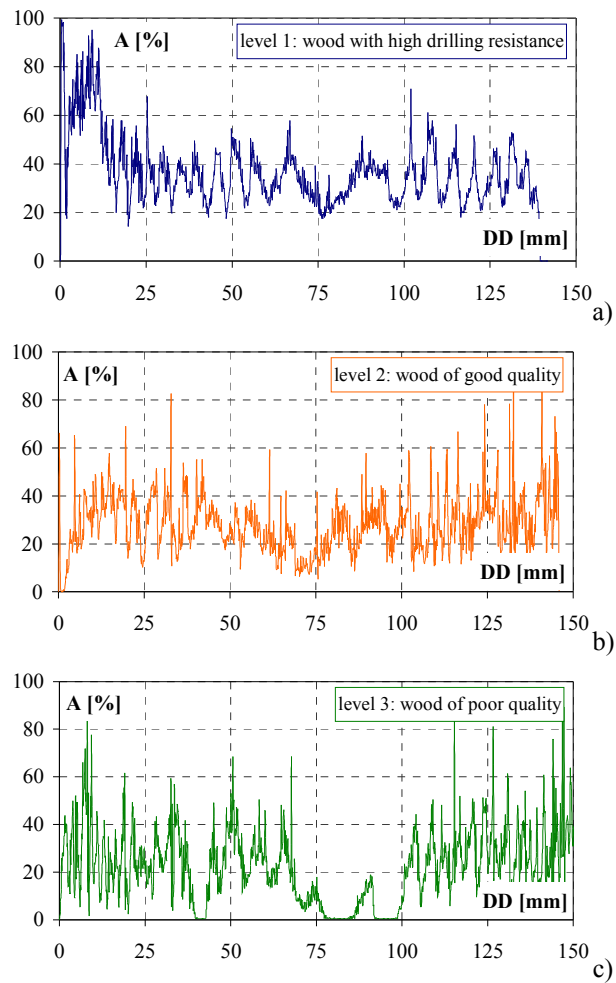 A [%]
level 1: wood with high drilling resistance
100
80
60
40
20
0
DD [mm]
0 25 50 75 100 125 150
a)
A [%]
level 2: wood of good quality
100
80
60
40
20
0
DD [mm]
0 25 50 75 100 125 150
b)
A [%]
level 3: wood of poor quality
100
80
60
40
20
0
DD [mm]
0 25 50 75 100 125 150
c)